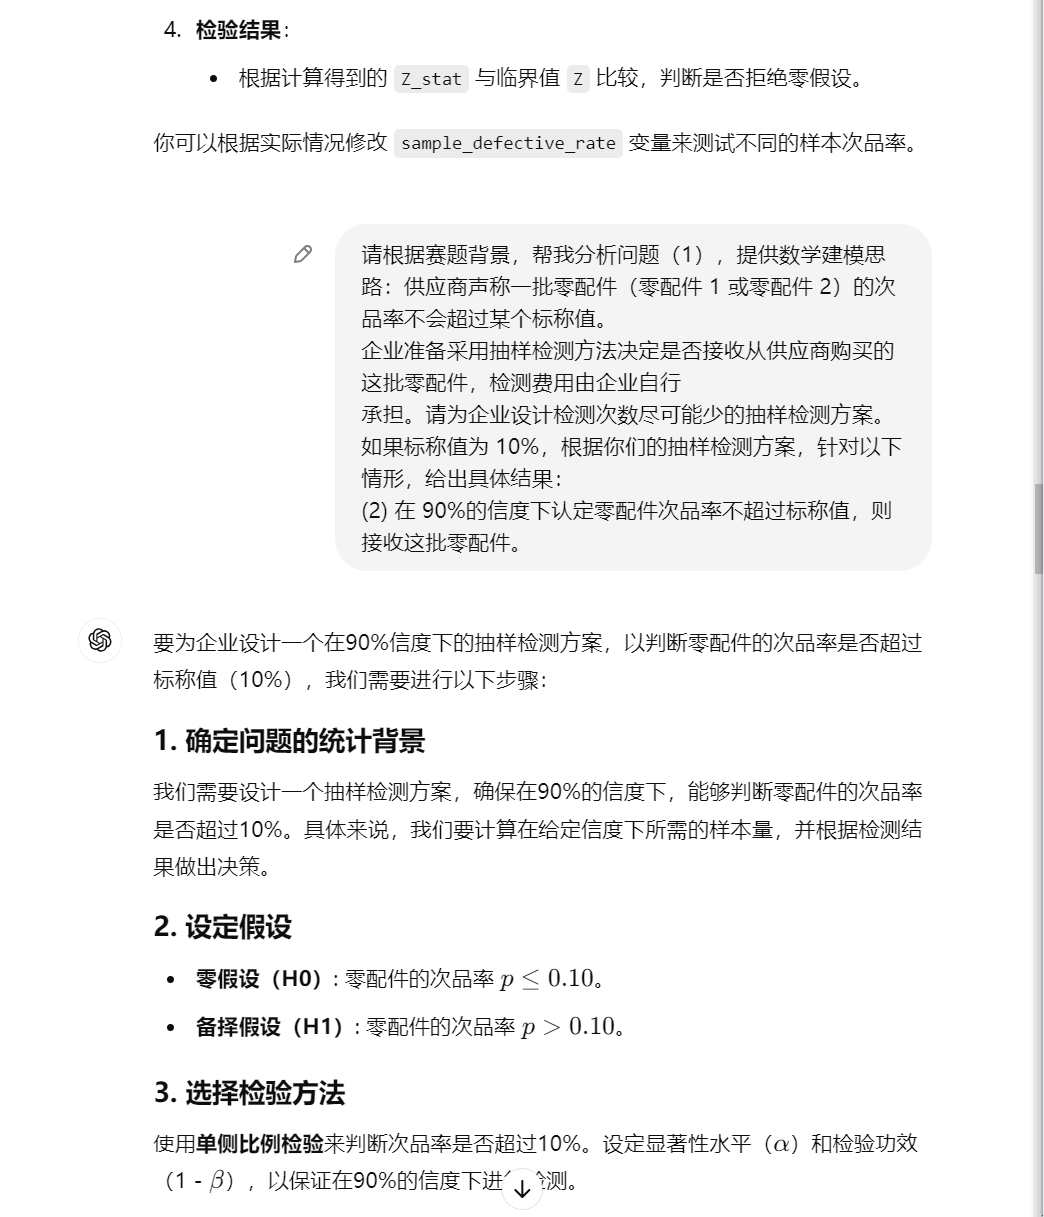 4. 检验结果：
• 根据计算得到的 Z_stat 与临界值 Z 比较，判断是否拒绝零假设。
你可以根据实际情况修改 sample_defective_rate 变量来测试不同的样本次品率。
请根据赛题背景，帮我分析问题（1），提供数学建模思
路：供应商声称一批零配件（零配件 1 或零配件 2）的次
品率不会超过某个标称值。
企业准备采用抽样检测方法决定是否接收从供应商购买的
这批零配件，检测费用由企业自行
承担。请为企业设计检测次数尽可能少的抽样检测方案。
如果标称值为 10%，根据你们的抽样检测方案，针对以下
情形，给出具体结果：
(2) 在 90%的信度下认定零配件次品率不超过标称值，则
接收这批零配件。
要为企业设计一个在90%信度下的抽样检测方案，以判断零配件的次品率是否超过
标称值（10%），我们需要进行以下步骤：
1. 确定问题的统计背景
我们需要设计一个抽样检测方案，确保在90%的信度下，能够判断零配件的次品率
是否超过10%。具体来说，我们要计算在给定信度下所需的样本量，并根据检测结
果做出决策。
2. 设定假设
• 零假设（H0）: 零配件的次品率 p ≤ 0.10。
• 备择假设（H1）: 零配件的次品率 p > 0.10。
3. 选择检验方法
使用单侧比例检验来判断次品率是否超过10%。设定显著性水平（α）和检验功效
（1 - β），以保证在90%的信度下进 测。